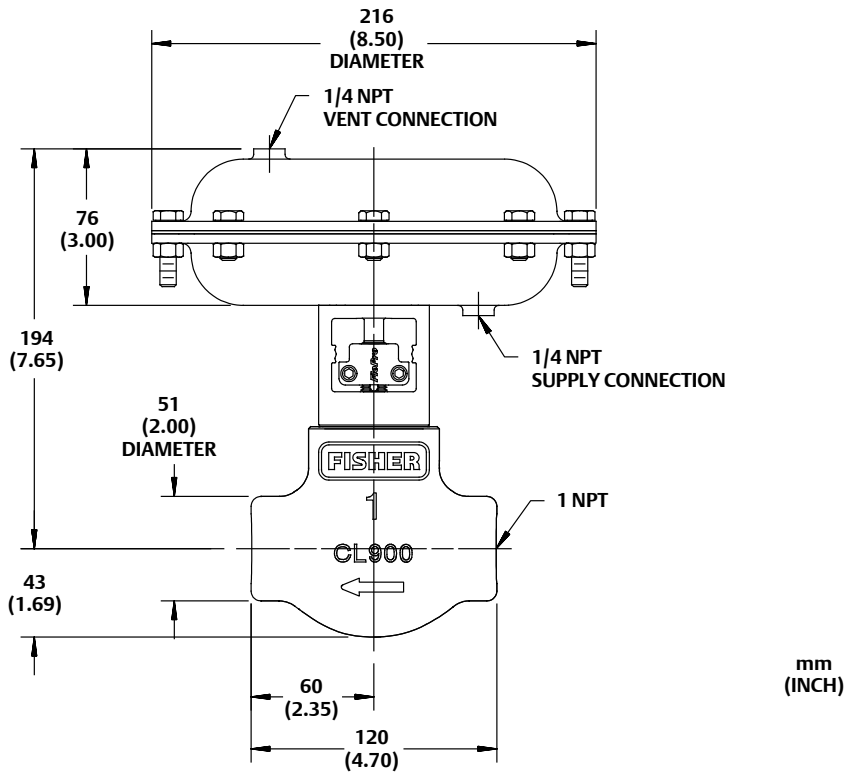 216
(8.50)
DIAMETER
1/4 NPT
VENT CONNECTION
76
(3.00)
194
(7.65)
1/4 NPT
SUPPLY CONNECTION
51
(2.00)
DIAMETER
FISHER
1
1 NPT
CL900
43
(1.69)
mm
(INCH)
60
(2.35)
120
(4.70)